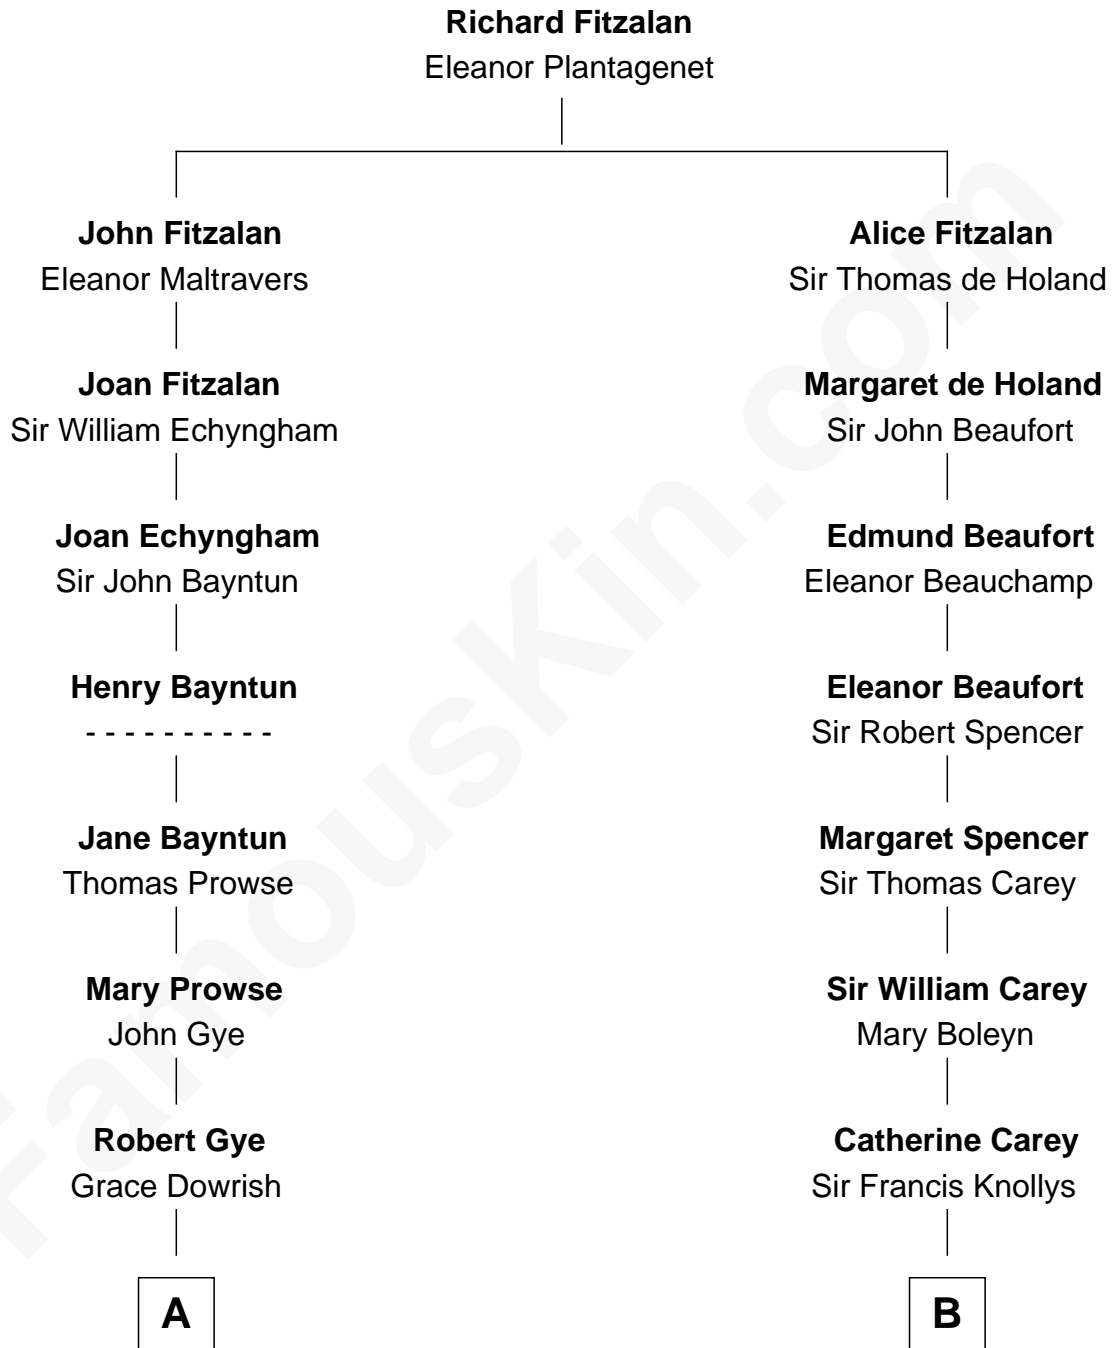 Richard Fitzalan
Eleanor Plantagenet
John Fitzalan
Eleanor Maltravers
Alice Fitzalan
Sir Thomas de Holand
Joan Fitzalan
Sir William Echyngham
Margaret de Holand
Sir John Beaufort
Joan Echyngham
Sir John Bayntun
Edmund Beaufort
Eleanor Beauchamp
Henry Bayntun
- - - - - - - - - -
Eleanor Beaufort
Sir Robert Spencer
Jane Bayntun
Thomas Prowse
Margaret Spencer
Sir Thomas Carey
Mary Prowse
John Gye
Sir William Carey
Mary Boleyn
Robert Gye
Grace Dowrish
Catherine Carey
Sir Francis Knollys
A
B
FamousKin.com